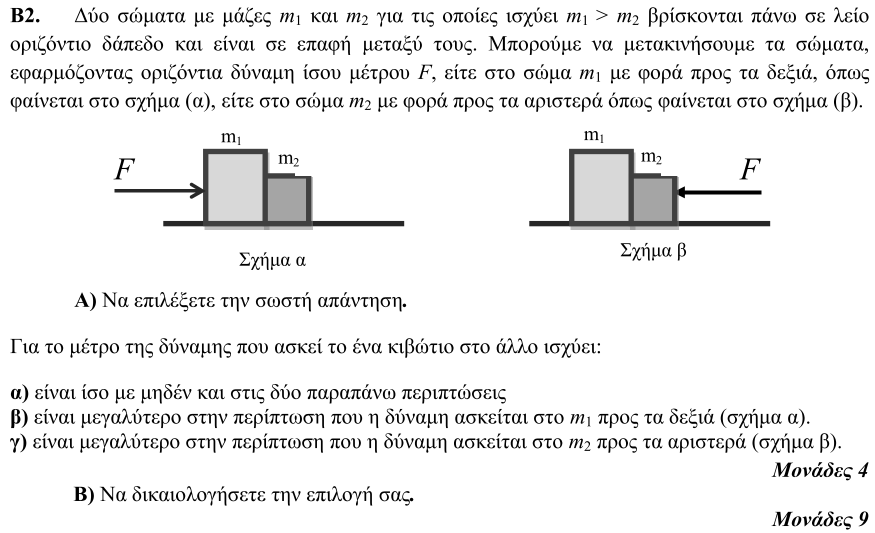 Β2. Δύο σώματα με μάζες m1 και m2 για τις οποίες ισχύει m1 > m2 βρίσκονται πάνω σε λείο
οριζόντιο δάπεδο και είναι σε επαφή μεταξύ τους. Μπορούμε να μετακινήσουμε τα σώματα,
εφαρμόζοντας οριζόντια δύναμη ίσου μέτρου F, είτε στο σώμα m1 με φορά προς τα δεξιά, όπως
φαίνεται στο σχήμα (α), είτε στο σώμα m2 με φορά προς τα αριστερά όπως φαίνεται στο σχήμα (β).
m1
m2
F
Σχήμα α
m1
m2
F
Σχήμα β
Α) Να επιλέξετε την σωστή απάντηση.
Για το μέτρο της δύναμης που ασκεί το ένα κιβώτιο στο άλλο ισχύει:
α) είναι ίσο με μηδέν και στις δύο παραπάνω περιπτώσεις
β) είναι μεγαλύτερο στην περίπτωση που η δύναμη ασκείται στο m1 προς τα δεξιά (σχήμα α).
γ) είναι μεγαλύτερο στην περίπτωση που η δύναμη ασκείται στο m2 προς τα αριστερά (σχήμα β).
Μονάδες 4
Β) Να δικαιολογήσετε την επιλογή σας.
Μονάδες 9